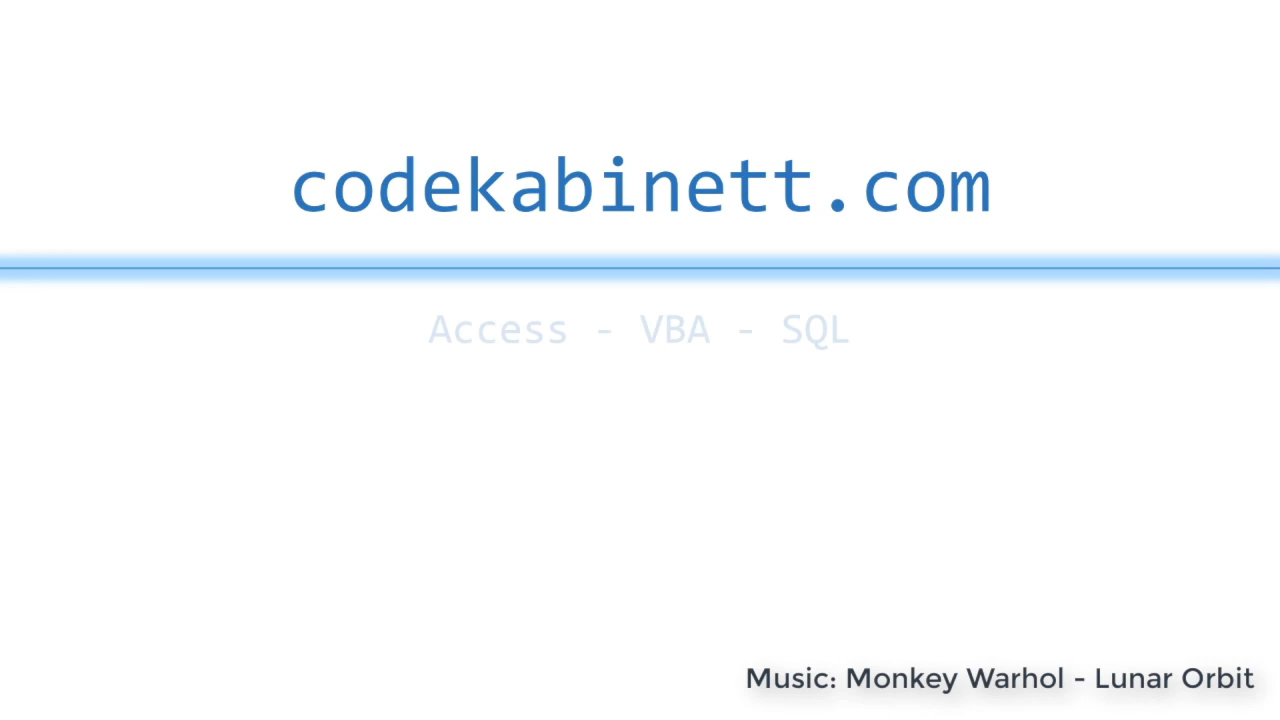 codekabinett.com
Access - VBA - SQL
Music: Monkey Warhol - Lunar Orbit